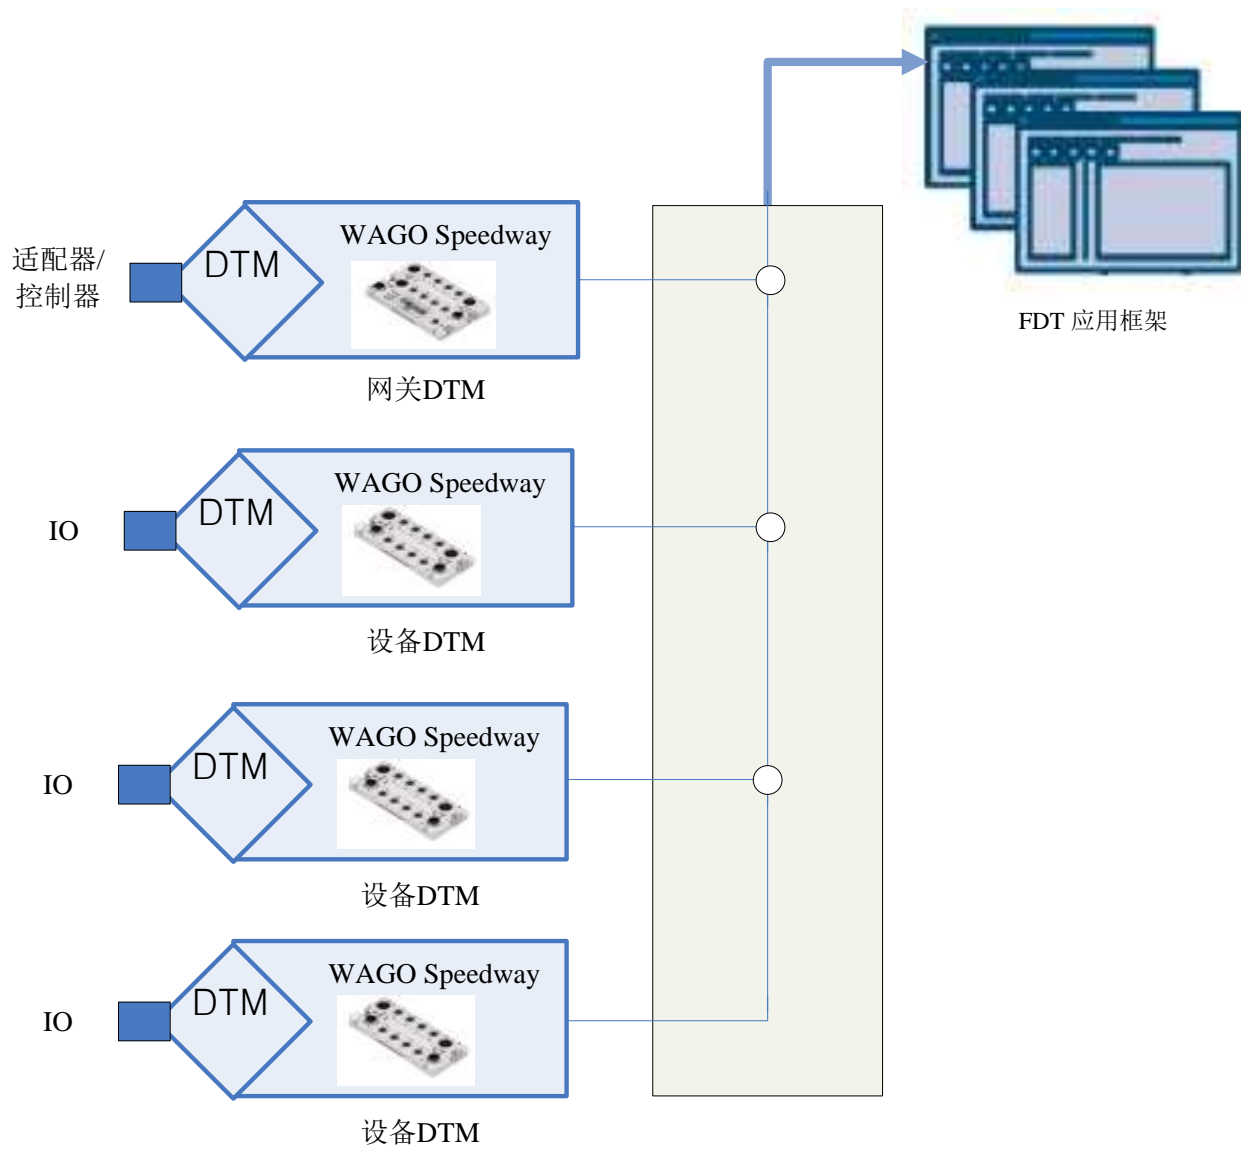 适配器/
控制器
DTM
WAGO Speedway
网关DTM
FDT 应用框架
IO
DTM
WAGO Speedway
设备DTM
IO
DTM
WAGO Speedway
设备DTM
IO
DTM
WAGO Speedway
设备DTM